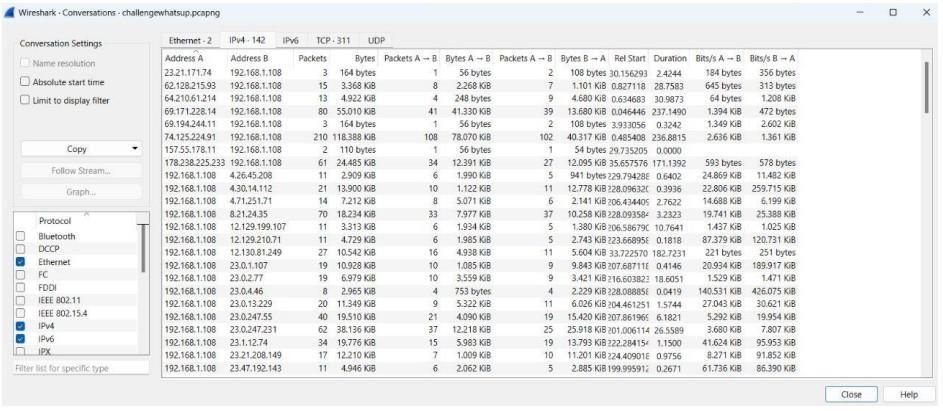 Wireshark · Conversations · challengewhatsup.pcapng
Conversation Settings
Name resolution
Absolute start time
Limit to display filter
Copy
Follow Stream...
Graph...
Protocol
Bluetooth
DCCP
Ethernet
FC
FDDI
IEEE 802.11
IEEE 802.15.4
IPv4
IPv6
IPX
Filter list for specific type
Ethernet · 2 IPv4 · 142 IPv6 TCP · 311 UDP
Address A Address B Packets Bytes Packets A → B Bytes A → B Packets A → B Bytes B → A Rel Start Duration Bits/s A → B Bits/s B → A
23.21.171.74 192.168.1.108 3 164 bytes 1 56 bytes 2 108 bytes 30.156293 2.4244 184 bytes 356 bytes
62.128.215.93 192.168.1.108 15 3.368 KiB 8 2.268 KiB 7 1.101 KiB 0.827118 28.7583 645 bytes 313 bytes
64.210.61.214 192.168.1.108 13 4.922 KiB 4 248 bytes 9 4.680 KiB 0.634683 30.9873 64 bytes 1.208 KiB
69.171.228.14 192.168.1.108 80 55.010 KiB 41 41.330 KiB 39 13.680 KiB 0.046446 237.1490 1.394 KiB 472 bytes
69.194.244.11 192.168.1.108 3 164 bytes 1 56 bytes 2 108 bytes 3.933056 0.3242 1.349 KiB 2.602 KiB
74.125.224.91 192.168.1.108 210 118.388 KiB 108 78.070 KiB 102 40.317 KiB 0.485408 236.8815 2.636 KiB 1.361 KiB
157.55.178.11 192.168.1.108 2 110 bytes 1 56 bytes 1 54 bytes 29.735205 0.0000
178.238.225.233 192.168.1.108 61 24.485 KiB 34 12.391 KiB 27 12.095 KiB 35.657576 171.1392 593 bytes 578 bytes
192.168.1.108 4.26.45.208 11 2.909 KiB 6 1.990 KiB 5 941 bytes 229.794288 0.6402 24.869 KiB 11.482 KiB
192.168.1.108 4.30.14.112 21 13.900 KiB 10 1.122 KiB 11 12.778 KiB 228.09632 0.3936 22.806 KiB 259.715 KiB
192.168.1.108 4.71.251.71 14 7.212 KiB 8 5.071 KiB 6 2.141 KiB 206.434409 2.7622 14.688 KiB 6.199 KiB
192.168.1.108 8.21.24.35 70 18.234 KiB 33 7.977 KiB 37 10.258 KiB 228.093584 3.2323 19.741 KiB 25.388 KiB
192.168.1.108 12.129.199.107 11 3.313 KiB 6 1.934 KiB 5 1.380 KiB 206.586790 10.7641 1.437 KiB 1.025 KiB
192.168.1.108 12.129.210.71 11 4.729 KiB 6 1.985 KiB 5 2.743 KiB 223.668958 0.1818 87.379 KiB 120.731 KiB
192.168.1.108 12.130.81.249 27 10.542 KiB 16 4.938 KiB 11 5.604 KiB 33.722570 182.7231 221 bytes 251 bytes
192.168.1.108 23.0.1.107 19 10.928 KiB 10 1.085 KiB 9 9.843 KiB 207.687118 0.4146 20.934 KiB 189.917 KiB
192.168.1.108 23.0.2.77 19 6.979 KiB 10 3.559 KiB 9 3.421 KiB 216.603823 18.6051 1.529 KiB 1.471 KiB
192.168.1.108 23.0.4.46 8 2.965 KiB 4 753 bytes 4 2.229 KiB 228.088858 0.0419 140.531 KiB 426.075 KiB
192.168.1.108 23.0.13.229 20 11.349 KiB 9 5.322 KiB 11 6.026 KiB 204.461251 1.5744 27.043 KiB 30.621 KiB
192.168.1.108 23.0.247.55 40 19.510 KiB 21 4.090 KiB 19 15.420 KiB 207.861969 6.1821 5.292 KiB 19.954 KiB
192.168.1.108 23.0.247.231 62 38.136 KiB 37 12.218 KiB 25 25.918 KiB 201.006114 26.5589 3.680 KiB 7.807 KiB
192.168.1.108 23.1.12.74 34 19.776 KiB 15 5.983 KiB 19 13.793 KiB 222.284154 1.1500 41.624 KiB 95.953 KiB
192.168.1.108 23.21.208.149 17 12.210 KiB 7 1.009 KiB 10 11.201 KiB 224.409018 0.9756 8.271 KiB 91.852 KiB
192.168.1.108 23.47.192.143 11 4.946 KiB 6 2.062 KiB 5 2.885 KiB 199.995912 0.2671 61.736 KiB 86.390 KiB
Close Help